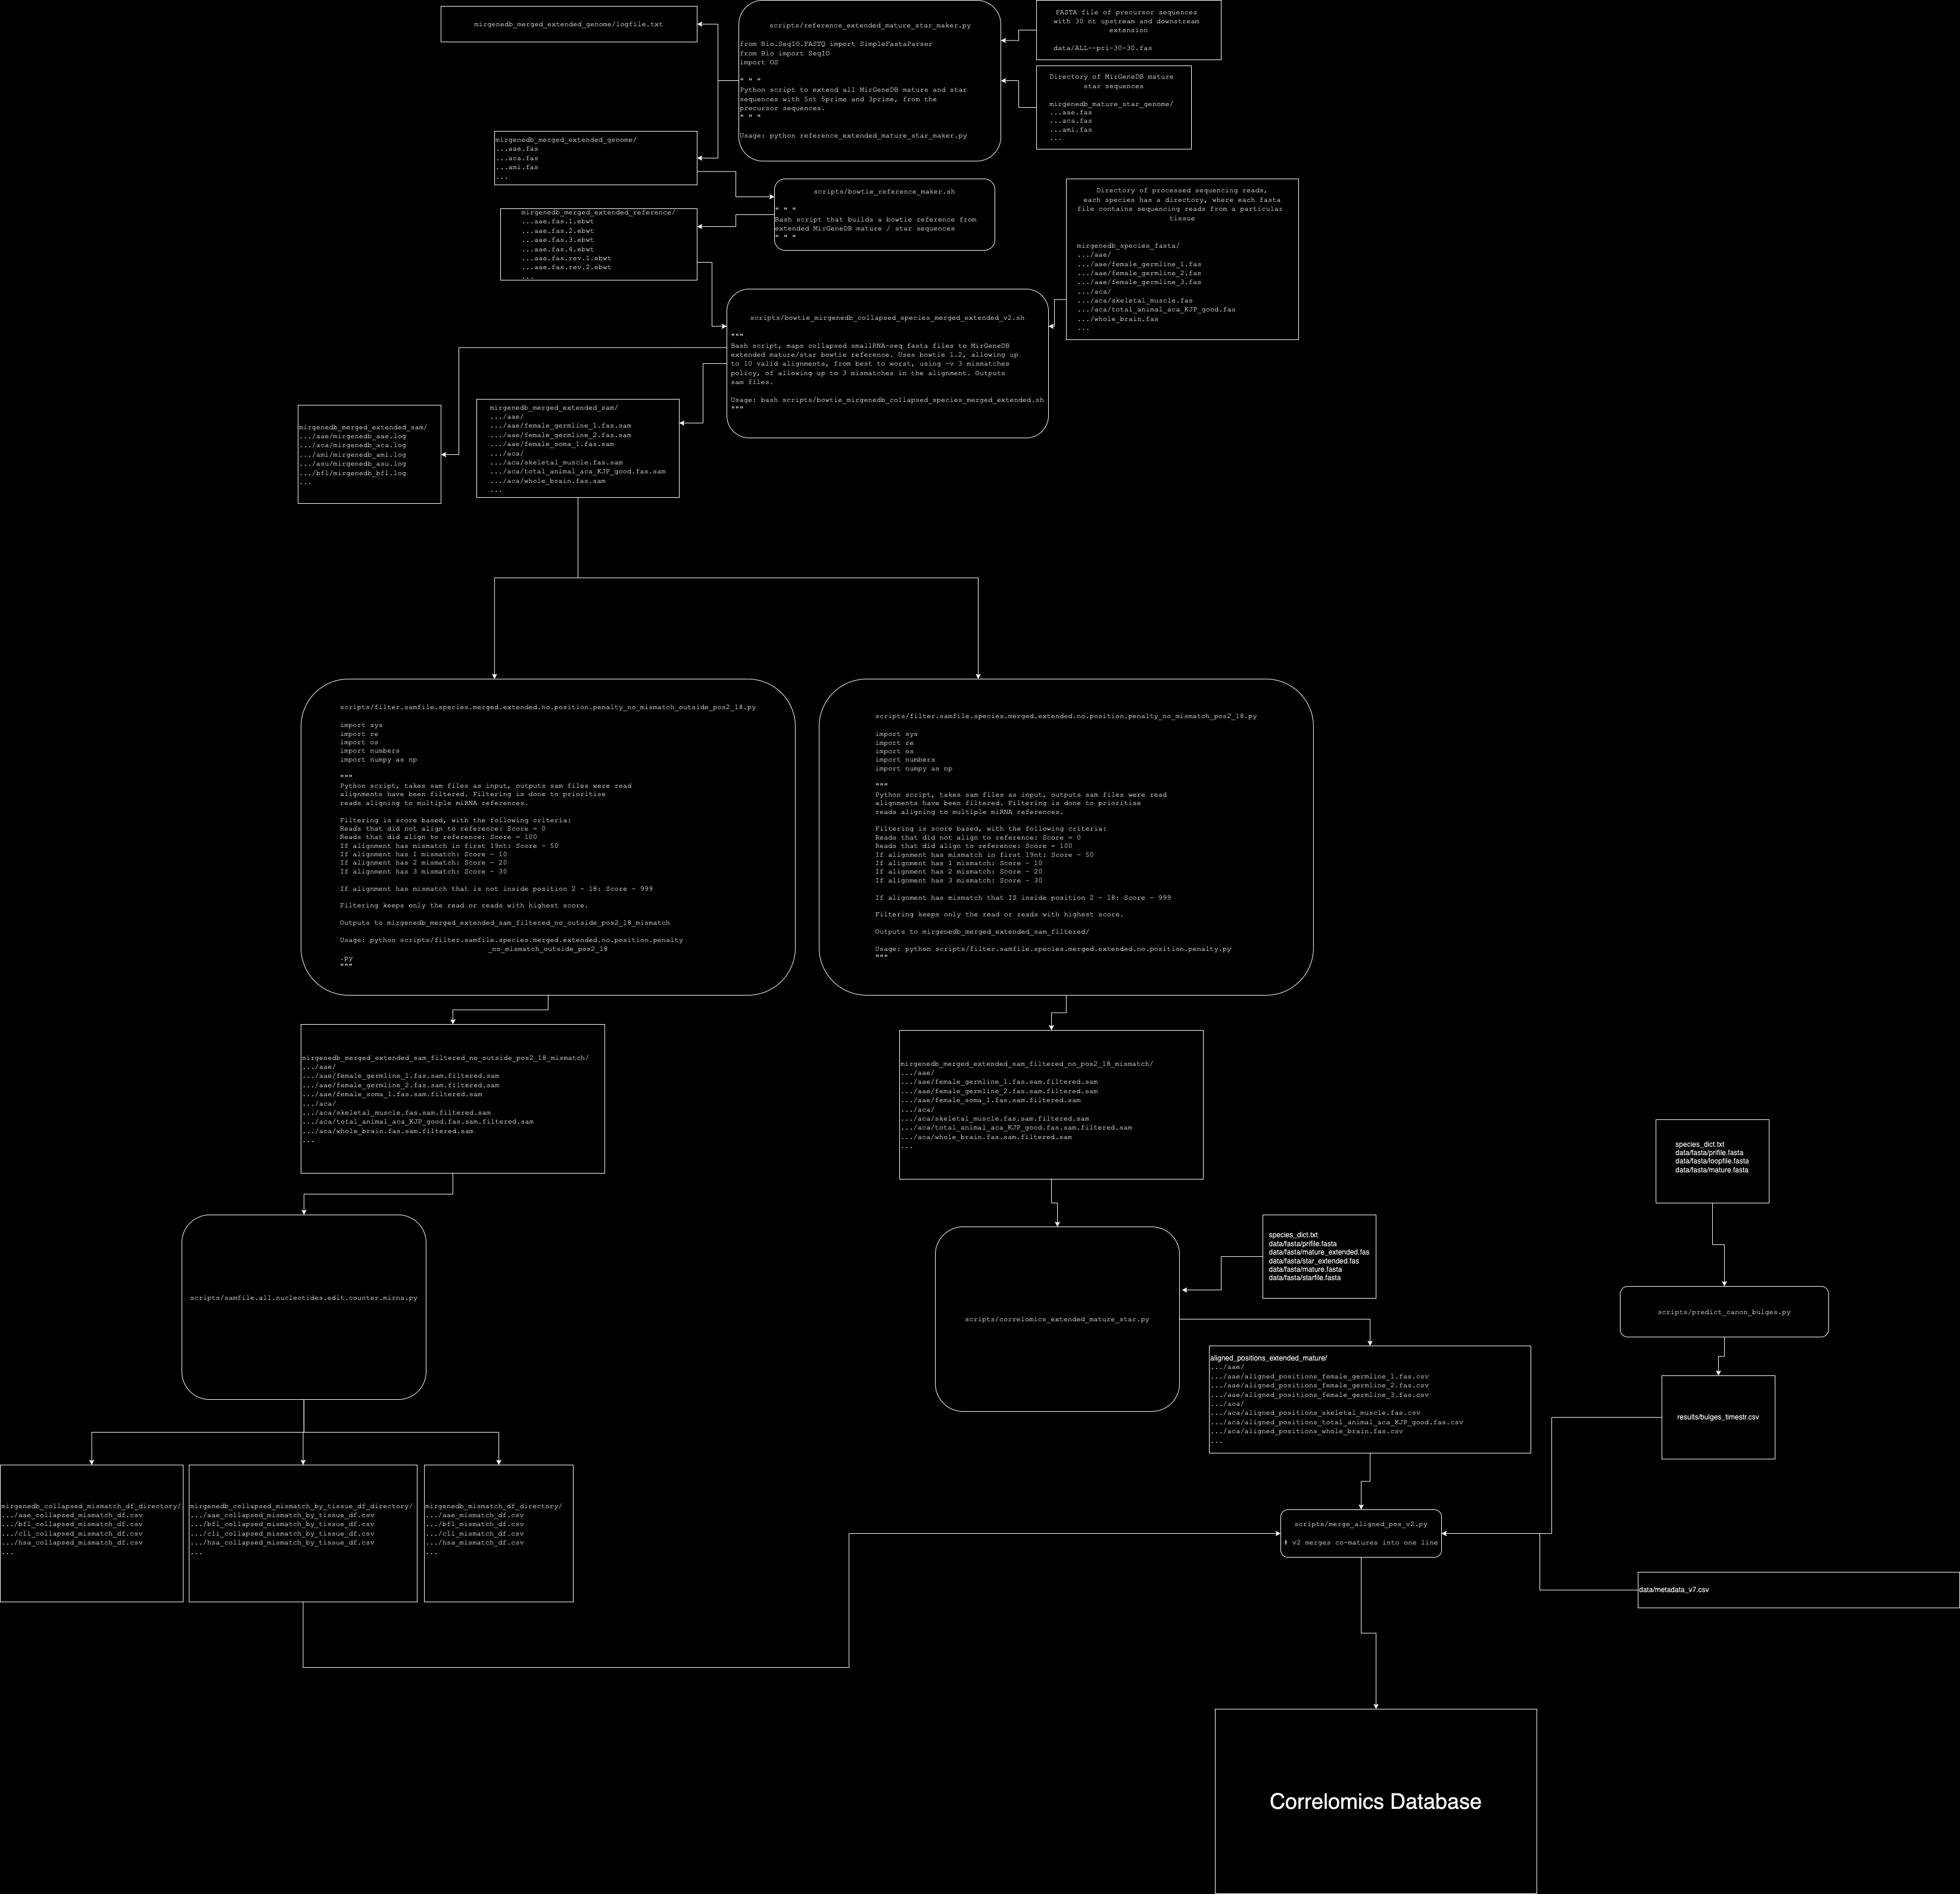 mirgenedb_merged_extended_genome/logfile.txt
scripts/reference_extended_mature_star_maker.py
from Bio.SeqIO.FASTQ import SimpleFastaParser
from Bio import SeqIO
import OS
" " "
Python script to extend all MirGeneDB mature and star
sequences with 5nt 5prime and 3prime, from the
precursor sequences.
" " "
Usage: python reference_extended_mature_star_maker.py
FASTA file of precursor sequences
with 30 nt upstream and downstream
extension
data/ALL--pri-30-30.fas
Directory of MirGeneDB mature
star sequences
mirgenedb_mature_star_genome/
...aae.fas
...aca.fas
...ami.fas
...
mirgenedb_merged_extended_genome/
...aae.fas
...aca.fas
...ami.fas
...
scripts/bowtie_reference_maker.sh
" " "
Bash script that builds a bowtie reference from
extended MirGeneDB mature / star sequences
" " "
Directory of processed sequencing reads,
each species has a directory, where each fasta
file contains sequencing reads from a particular
tissue
mirgenedb_species_fasta/
.../aae/
.../aae/female_germline_1.fas
.../aae/female_germline_2.fas
.../aae/female_germline_3.fas
.../aca/
.../aca/skeletal_muscle.fas
.../aca/total_animal_aca_KJP_good.fas
.../whole_brain.fas
...
mirgenedb_merged_extended_reference/
...aae.fas.1.ebwt
...aae.fas.2.ebwt
...aae.fas.3.ebwt
...aae.fas.4.ebwt
...aae.fas.rev.1.ebwt
...aae.fas.rev.2.ebwt
...
scripts/bowtie_mirgenedb_collapsed_species_merged_extended_v2.sh
"""
Bash script, maps collapsed smallRNA-seq fasta files to MirGeneDB
extended mature/star bowtie reference. Uses bowtie 1.2, allowing up
to 10 valid alignments, from best to worst, using -v 3 mismatches
policy, of allowing up to 3 mismatches in the alignment. Outputs
sam files.
Usage: bash scripts/bowtie_mirgenedb_collapsed_species_merged_extended.sh
"""
mirgenedb_merged_extended_sam/
.../aae/mirgenedb_aae.log
.../aca/mirgenedb_aca.log
.../ami/mirgenedb_ami.log
.../asu/mirgenedb_asu.log
.../bfl/mirgenedb_bfl.log
...
mirgenedb_merged_extended_sam/
.../aae/
.../aae/female_germline_1.fas.sam
.../aae/female_germline_2.fas.sam
.../aae/female_soma_1.fas.sam
.../aca/
.../aca/skeletal_muscle.fas.sam
.../aca/total_animal_aca_KJP_good.fas.sam
.../aca/whole_brain.fas.sam
...
scripts/filter.samfile.species.merged.extended.no.position.penalty_no_mismatch_outside_pos2_18.py
import sys
import re
import os
import numbers
import numpy as np
"""
Python script, takes sam files as input, outputs sam files were read
alignments have been filtered. Filtering is done to prioritise
reads aligning to multiple miRNA references.
Filtering is score based, with the following criteria:
Reads that did not align to reference: Score = 0
Reads that did align to reference: Score = 100
If alignment has mismatch in first 19nt: Score - 50
If alignment has 1 mismatch: Score - 10
If alignment has 2 mismatch: Score - 20
If alignment has 3 mismatch: Score - 30
If alignment has mismatch that is not inside position 2 - 18: Score - 999
Filtering keeps only the read or reads with highest score.
Outputs to mirgenedb_merged_extended_sam_filtered_no_outside_pos2_18_mismatch
Usage: python scripts/filter.samfile.species.merged.extended.no.position.penalty
_no_mismatch_outside_pos2_18
.py
"""
scripts/filter.samfile.species.merged.extended.no.position.penalty_no_mismatch_pos2_18.py
import sys
import re
import os
import numbers
import numpy as np
"""
Python script, takes sam files as input, outputs sam files were read
alignments have been filtered. Filtering is done to prioritise
reads aligning to multiple miRNA references.
Filtering is score based, with the following criteria:
Reads that did not align to reference: Score = 0
Reads that did align to reference: Score = 100
If alignment has mismatch in first 19nt: Score - 50
If alignment has 1 mismatch: Score - 10
If alignment has 2 mismatch: Score - 20
If alignment has 3 mismatch: Score - 30
If alignment has mismatch that IS inside position 2 - 18: Score - 999
Filtering keeps only the read or reads with highest score.
Outputs to mirgenedb_merged_extended_sam_filtered/
Usage: python scripts/filter.samfile.species.merged.extended.no.position.penalty.py
"""
mirgenedb_merged_extended_sam_filtered_no_outside_pos2_18_mismatch/
.../aae/
.../aae/female_germline_1.fas.sam.filtered.sam
.../aae/female_germline_2.fas.sam.filtered.sam
.../aae/female_soma_1.fas.sam.filtered.sam
.../aca/
.../aca/skeletal_muscle.fas.sam.filtered.sam
.../aca/total_animal_aca_KJP_good.fas.sam.filtered.sam
.../aca/whole_brain.fas.sam.filtered.sam
...
mirgenedb_merged_extended_sam_filtered_no_pos2_18_mismatch/
.../aae/
.../aae/female_germline_1.fas.sam.filtered.sam
.../aae/female_germline_2.fas.sam.filtered.sam
.../aae/female_soma_1.fas.sam.filtered.sam
.../aca/
.../aca/skeletal_muscle.fas.sam.filtered.sam
.../aca/total_animal_aca_KJP_good.fas.sam.filtered.sam
.../aca/whole_brain.fas.sam.filtered.sam
...
species_dict.txt
data/fasta/prifile.fasta
data/fasta/loopfile.fasta
data/fasta/mature.fasta
scripts/samfile.all.nucleotides.edit.counter.mirna.py
scripts/correlomics_extended_mature_star.py
species_dict.txt
data/fasta/prifile.fasta
data/fasta/mature_extended.fas
data/fasta/star_extended.fas
data/fasta/mature.fasta
data/fasta/starfile.fasta
scripts/predict_canon_bulges.py
aligned_positions_extended_mature/
.../aae/
.../aae/aligned_positions_female_germline_1.fas.csv
.../aae/aligned_positions_female_germline_2.fas.csv
.../aae/aligned_positions_female_germline_3.fas.csv
.../aca/
.../aca/aligned_positions_skeletal_muscle.fas.csv
.../aca/aligned_positions_total_animal_aca_KJP_good.fas.csv
.../aca/aligned_positions_whole_brain.fas.csv
...
results/bulges_timestr.csv
mirgenedb_collapsed_mismatch_df_directory/
.../aae_collapsed_mismatch_df.csv
.../bfl_collapsed_mismatch_df.csv
.../cli_collapsed_mismatch_df.csv
.../hsa_collapsed_mismatch_df.csv
...
mirgenedb_collapsed_mismatch_by_tissue_df_directory/
.../aae_collapsed_mismatch_by_tissue_df.csv
.../bfl_collapsed_mismatch_by_tissue_df.csv
.../cli_collapsed_mismatch_by_tissue_df.csv
.../hsa_collapsed_mismatch_by_tissue_df.csv
...
mirgenedb_mismatch_df_directory/
.../aae_mismatch_df.csv
.../bfl_mismatch_df.csv
.../cli_mismatch_df.csv
.../hsa_mismatch_df.csv
...
scripts/merge_aligned_pos_v2.py
# v2 merges co-matures into one line
data/metadata_v7.csv
Correlomics Database